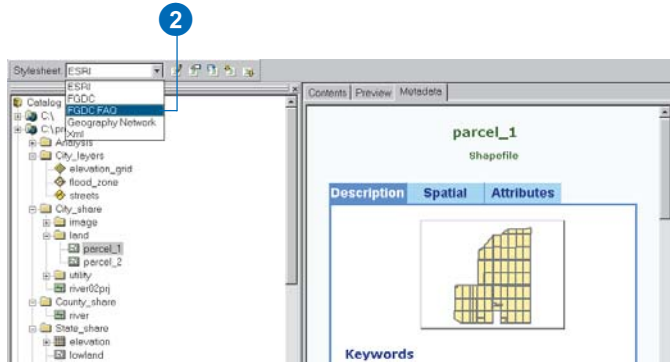 2
Stylesheet: ESRI
ESRI
FGDC
FGDC FAQ
Geography Network
Xml
Catalog
C:\
Analysis
City_layers
elevation_grid
flood_zone
streets
City_share
image
land
parcel_1
parcel_2
utility
river02prj
County_share
river
State_share
elevation
lowland
Contents Preview Metadata
parcel_1
Shapefile
Description Spatial Attributes
Keywords